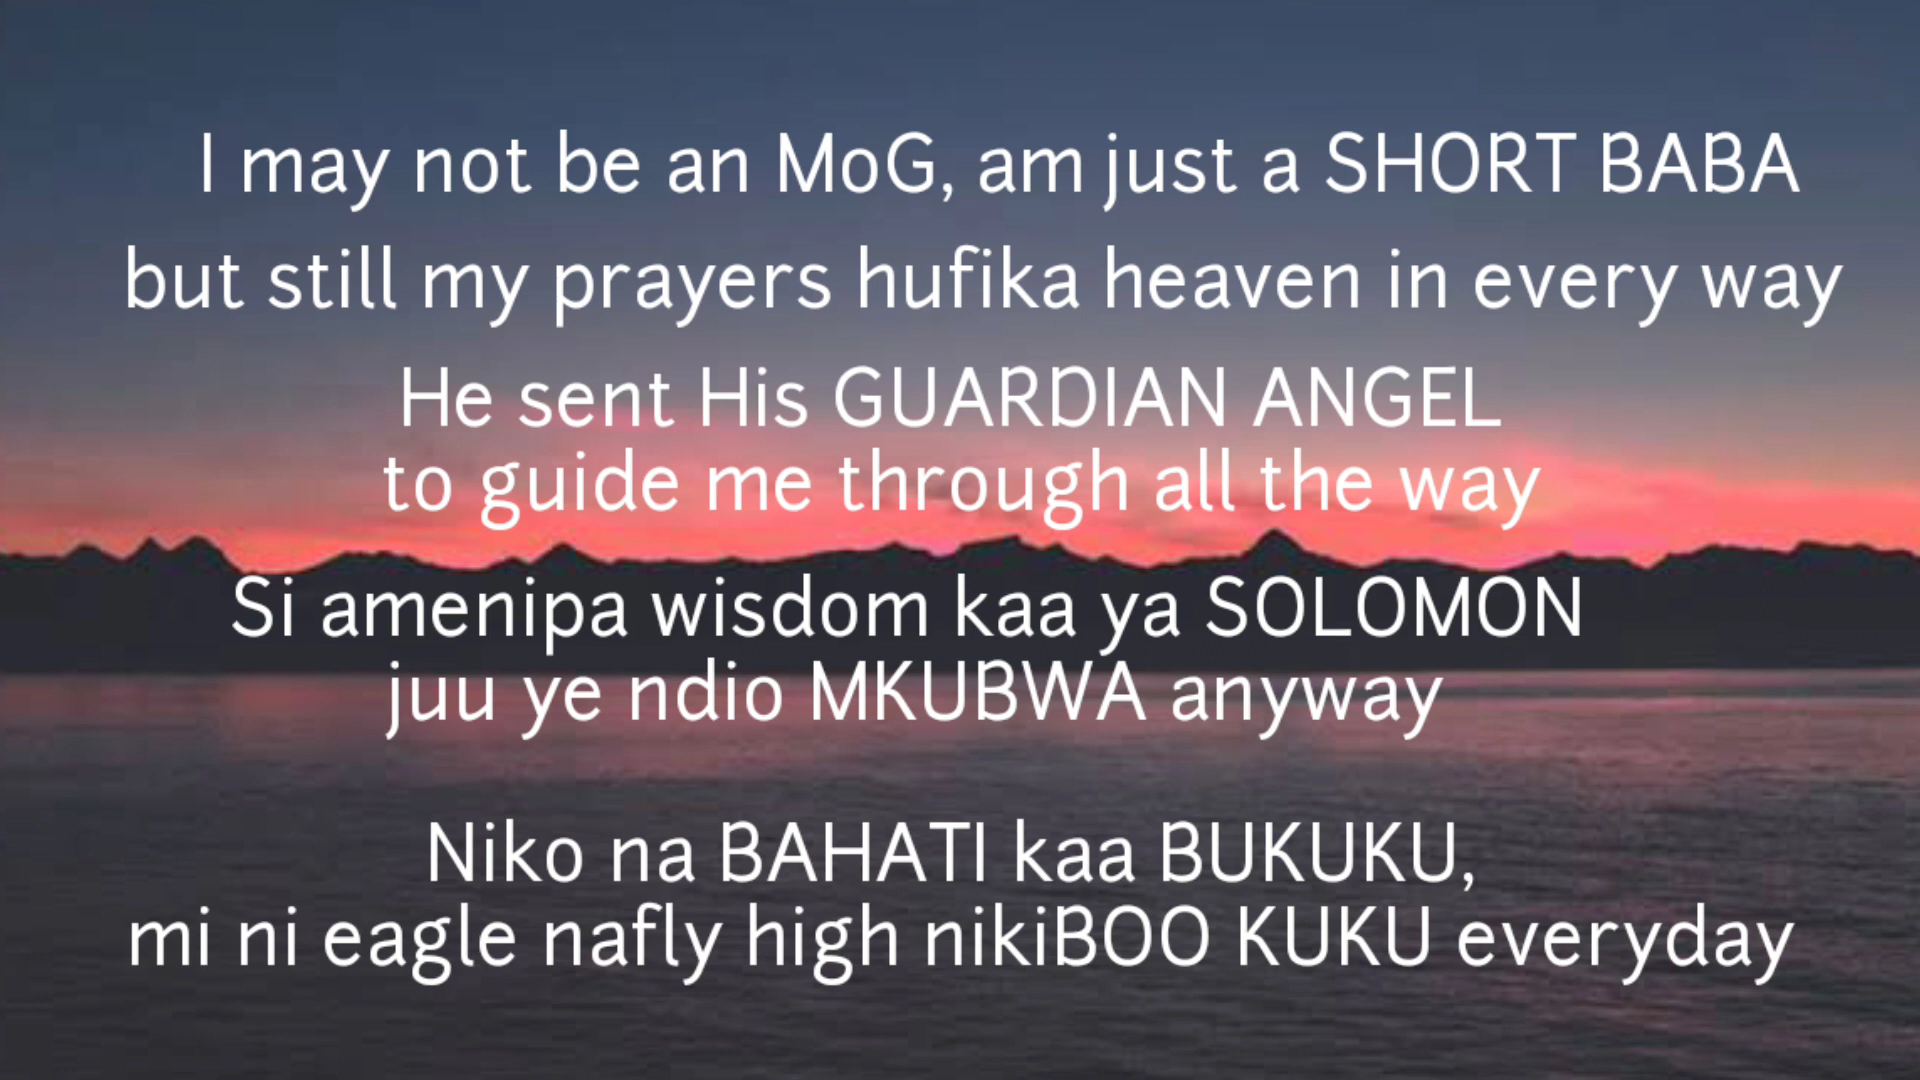 I may not be an MoG, am just a SHORT BABA
but still my prayers hufika heaven in every way
He sent His GUARDIAN ANGEL
to guide me through all the way
Si amenipa wisdom kaa ya SOLOMON
juu ye ndio MKUBWA anyway
Niko na BAHATI kaa BUKUKU,
mi ni eagle nafly high nikiBOO KUKU everyday